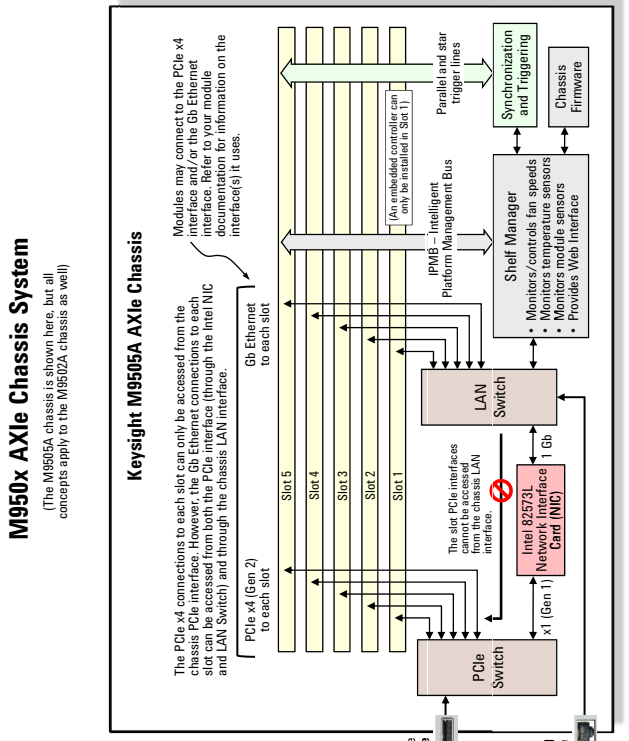 M950x AXIe Chassis System
(The M9505A chassis is shown here, but all
concepts apply to the M9502A chassis as well)
Keysight M9505A AXIe Chassis
The PCIe x4 connections to each slot can only be accessed from the
chassis PCIe interface. However, the Gb Ethernet connections to each
slot can be accessed from both the PCIe interface (through the Intel NIC
and LAN Switch) and through the chassis LAN interface.
Modules may connect to the PCIe x4
interface and/or the Gb Ethernet
interface. Refer to your module
documentation for information on the
interface(s) it uses.
PCIe x4 (Gen 2)
to each slot
Gb Ethernet
to each slot
Slot 5
Slot 4
Slot 3
Slot 2
Slot 1
(An embedded controller can
only be installed in Slot 1)
The slot PCIe interfaces
cannot be accessed
from the chassis LAN
interface.
IPMB – Intelligent
Platform Management Bus
Parallel and star
trigger lines
PCIe
Switch
x1 (Gen 1)
Intel 82573L
Network Interface
Card (NIC)
1 Gb
LAN
Switch
Shelf Manager
• Monitors/controls fan speeds
• Monitors temperature sensors
• Monitors module sensors
• Provides Web Interface
Synchronization
and Triggering
Chassis
Firmware